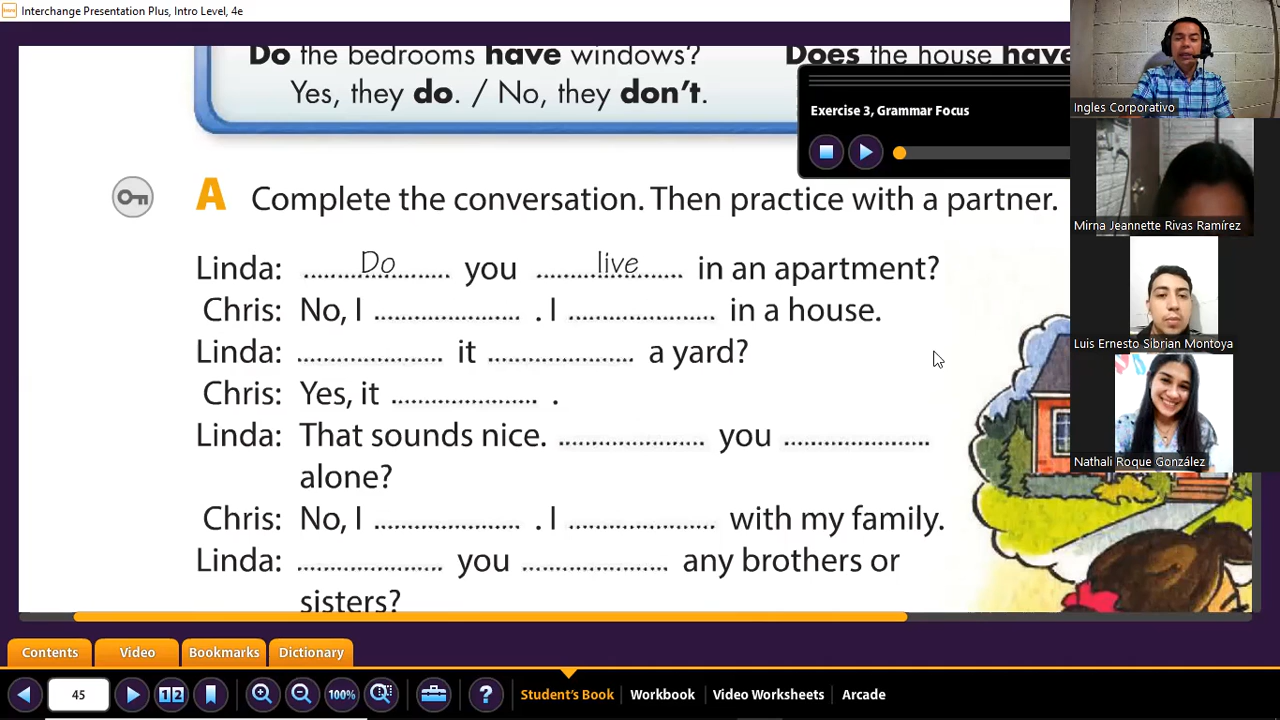 Interchange Presentation Plus, Intro Level, 4e
Do the bedrooms have windows? Does the house have
Yes, they do. / No, they don't.
Exercise 3, Grammar Focus
A Complete the conversation. Then practice with a partner.
Linda: Do you live in an apartment?
Chris: No, I .................... . I .................... in a house.
Linda: .................... it .................... a yard?
Chris: Yes, it .................... .
Linda: That sounds nice. .................... you ....................
alone?
Chris: No, I .................... . I .................... with my family.
Linda: .................... you .................... any brothers or
sisters?
Ingles Corporativo
Mirna Jeannette Rivas Ramírez
Luis Ernesto Sibrian Montoya
Nathali Roque González
Contents Video Bookmarks Dictionary
45 1 2 100% ? Student's Book Workbook Video Worksheets Arcade